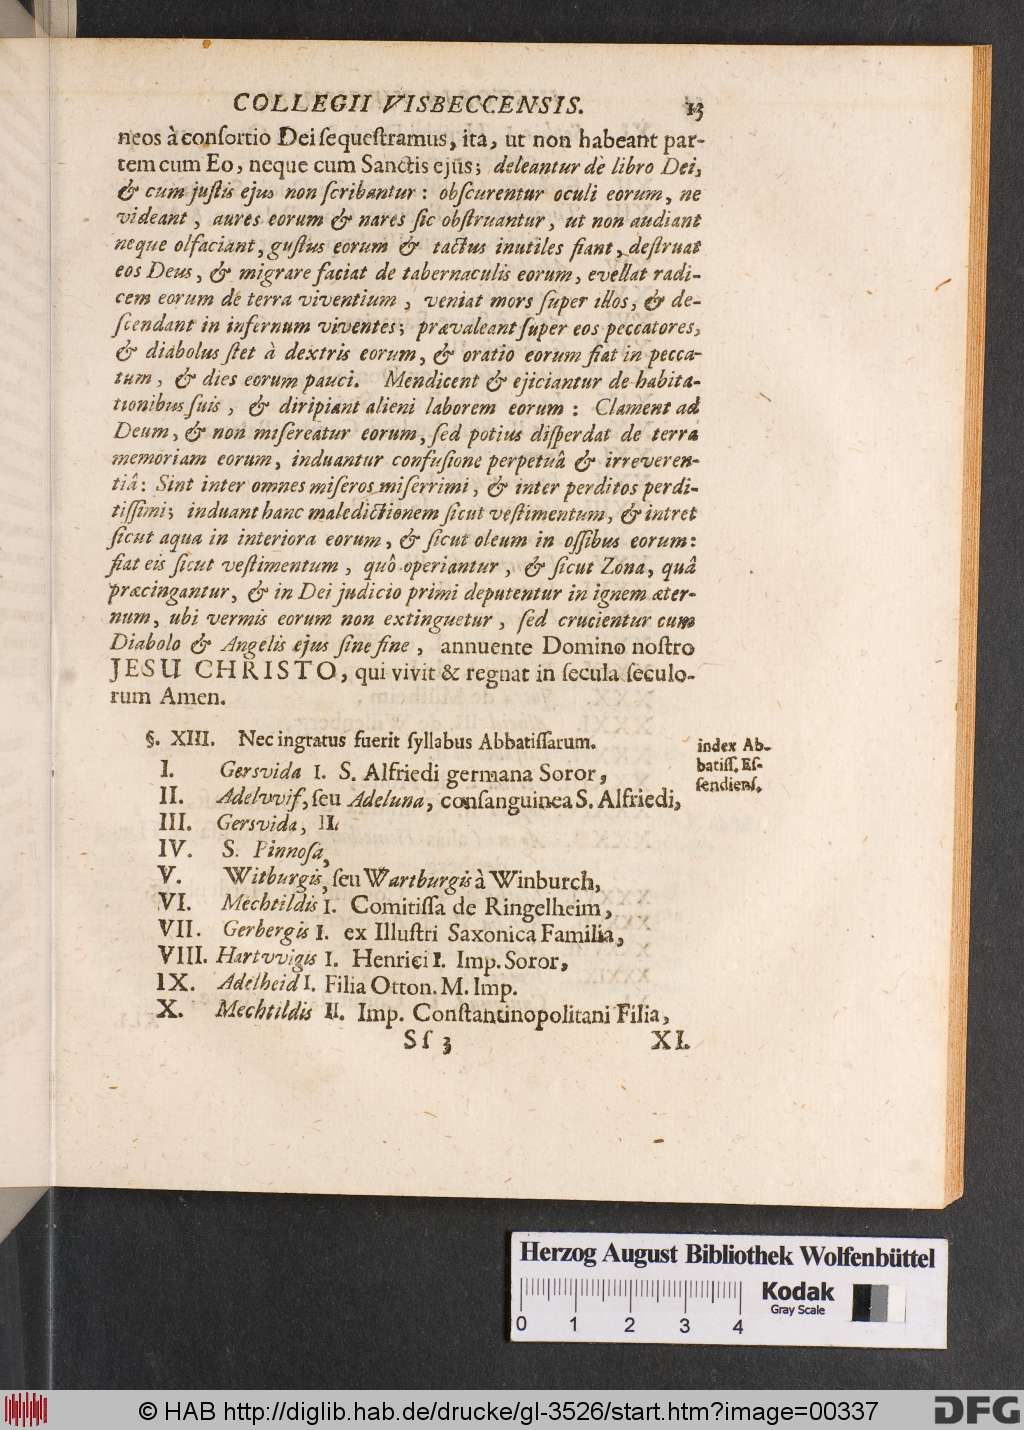 COLLEGII VISBECCENSIS. 13
neos à conſortio Dei ſequeſtramus, ita, ut non habeant par-
tem cum Eo, neque cum Sanctis ejus; deleantur de libro Dei,
& cum juſtis ejus non ſcribantur: obſcurentur oculi eorum, ne
videant, aures eorum & nares ſic obſtruantur, ut non audiant
neque olfaciant, guſtus eorum & tactus inutiles fiant, deſtruat
eos Deus, & migrare faciat de tabernaculis eorum, evellat radi-
cem eorum de terra viventium, veniat mors ſuper illos, & de-
ſcendant in infernum viventes; prævaleant ſuper eos peccatores,
& diabolus ſtet à dextris eorum, & oratio eorum fiat in pecca-
tum, & dies eorum pauci. Mendicent & ejiciantur de habita-
tionibus ſuis, & diripiant alieni laborem eorum: Clament ad
Deum, & non miſereatur eorum, ſed potius diſperdat de terra
memoriam eorum, induantur confuſione perpetuâ & irreveren-
tiâ: Sint inter omnes miſeros miſerrimi, & inter perditos perdi-
tiſſimi; induant hanc maledictionem ſicut veſtimentum, & intret
ſicut aqua in interiora eorum, & ſicut oleum in oſſibus eorum:
fiat eis ſicut veſtimentum, quô operiantur, & ſicut Zona, quâ
præcingantur, & in Dei judicio primi deputentur in ignem æter-
num, ubi vermis eorum non extinguetur, ſed crucientur cum
Diabolo & Angelis ejus ſine fine, annuente Domino noſtro
JESU CHRISTO, qui vivit & regnat in ſecula ſeculo-
rum Amen.
§. XIII. Nec ingratus fuerit ſyllabus Abbatiſſarum.
index Ab-
batiſſ. Eſ-
ſendienſ.
I. Gersvida I. S. Alfriedi germana Soror,
II. Adelvvif, ſeu Adeluna, conſanguinea S. Alfriedi,
III. Gersvida, II.
IV. S. Pinnoſa,
V. Witburgis, ſeu Wartburgis à Winburch,
VI. Mechtildis I. Comitiſſa de Ringelheim,
VII. Gerbergis I. ex Illuſtri Saxonica Familia,
VIII. Hartvvigis I. Henrici I. Imp. Soror,
IX. Adelheid I. Filia Otton. M. Imp.
X. Mechtildis II. Imp. Conſtantinopolitani Filia,
Sſ 3 XI.
Herzog August Bibliothek Wolfenbüttel
Kodak
Gray Scale
0 1 2 3 4
© HAB http://diglib.hab.de/drucke/gl-3526/start.htm?image=00337
DFG